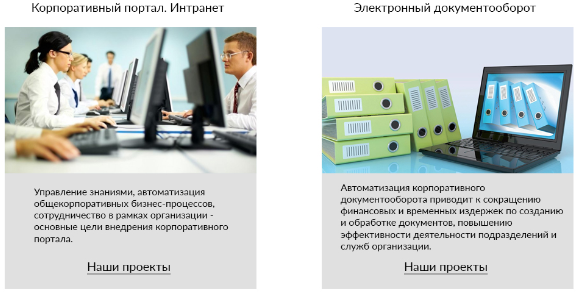 Корпоративный портал. Интранет
Управление знаниями, автоматизация
общекорпоративных бизнес-процессов,
сотрудничество в рамках организации -
основные цели внедрения корпоративного
портала.
Наши проекты
Электронный документооборот
Автоматизация корпоративного
документооборота приводит к сокращению
финансовых и временных издержек по созданию
и обработке документов, повышению
эффективности деятельности подразделений и
служб организации.
Наши проекты